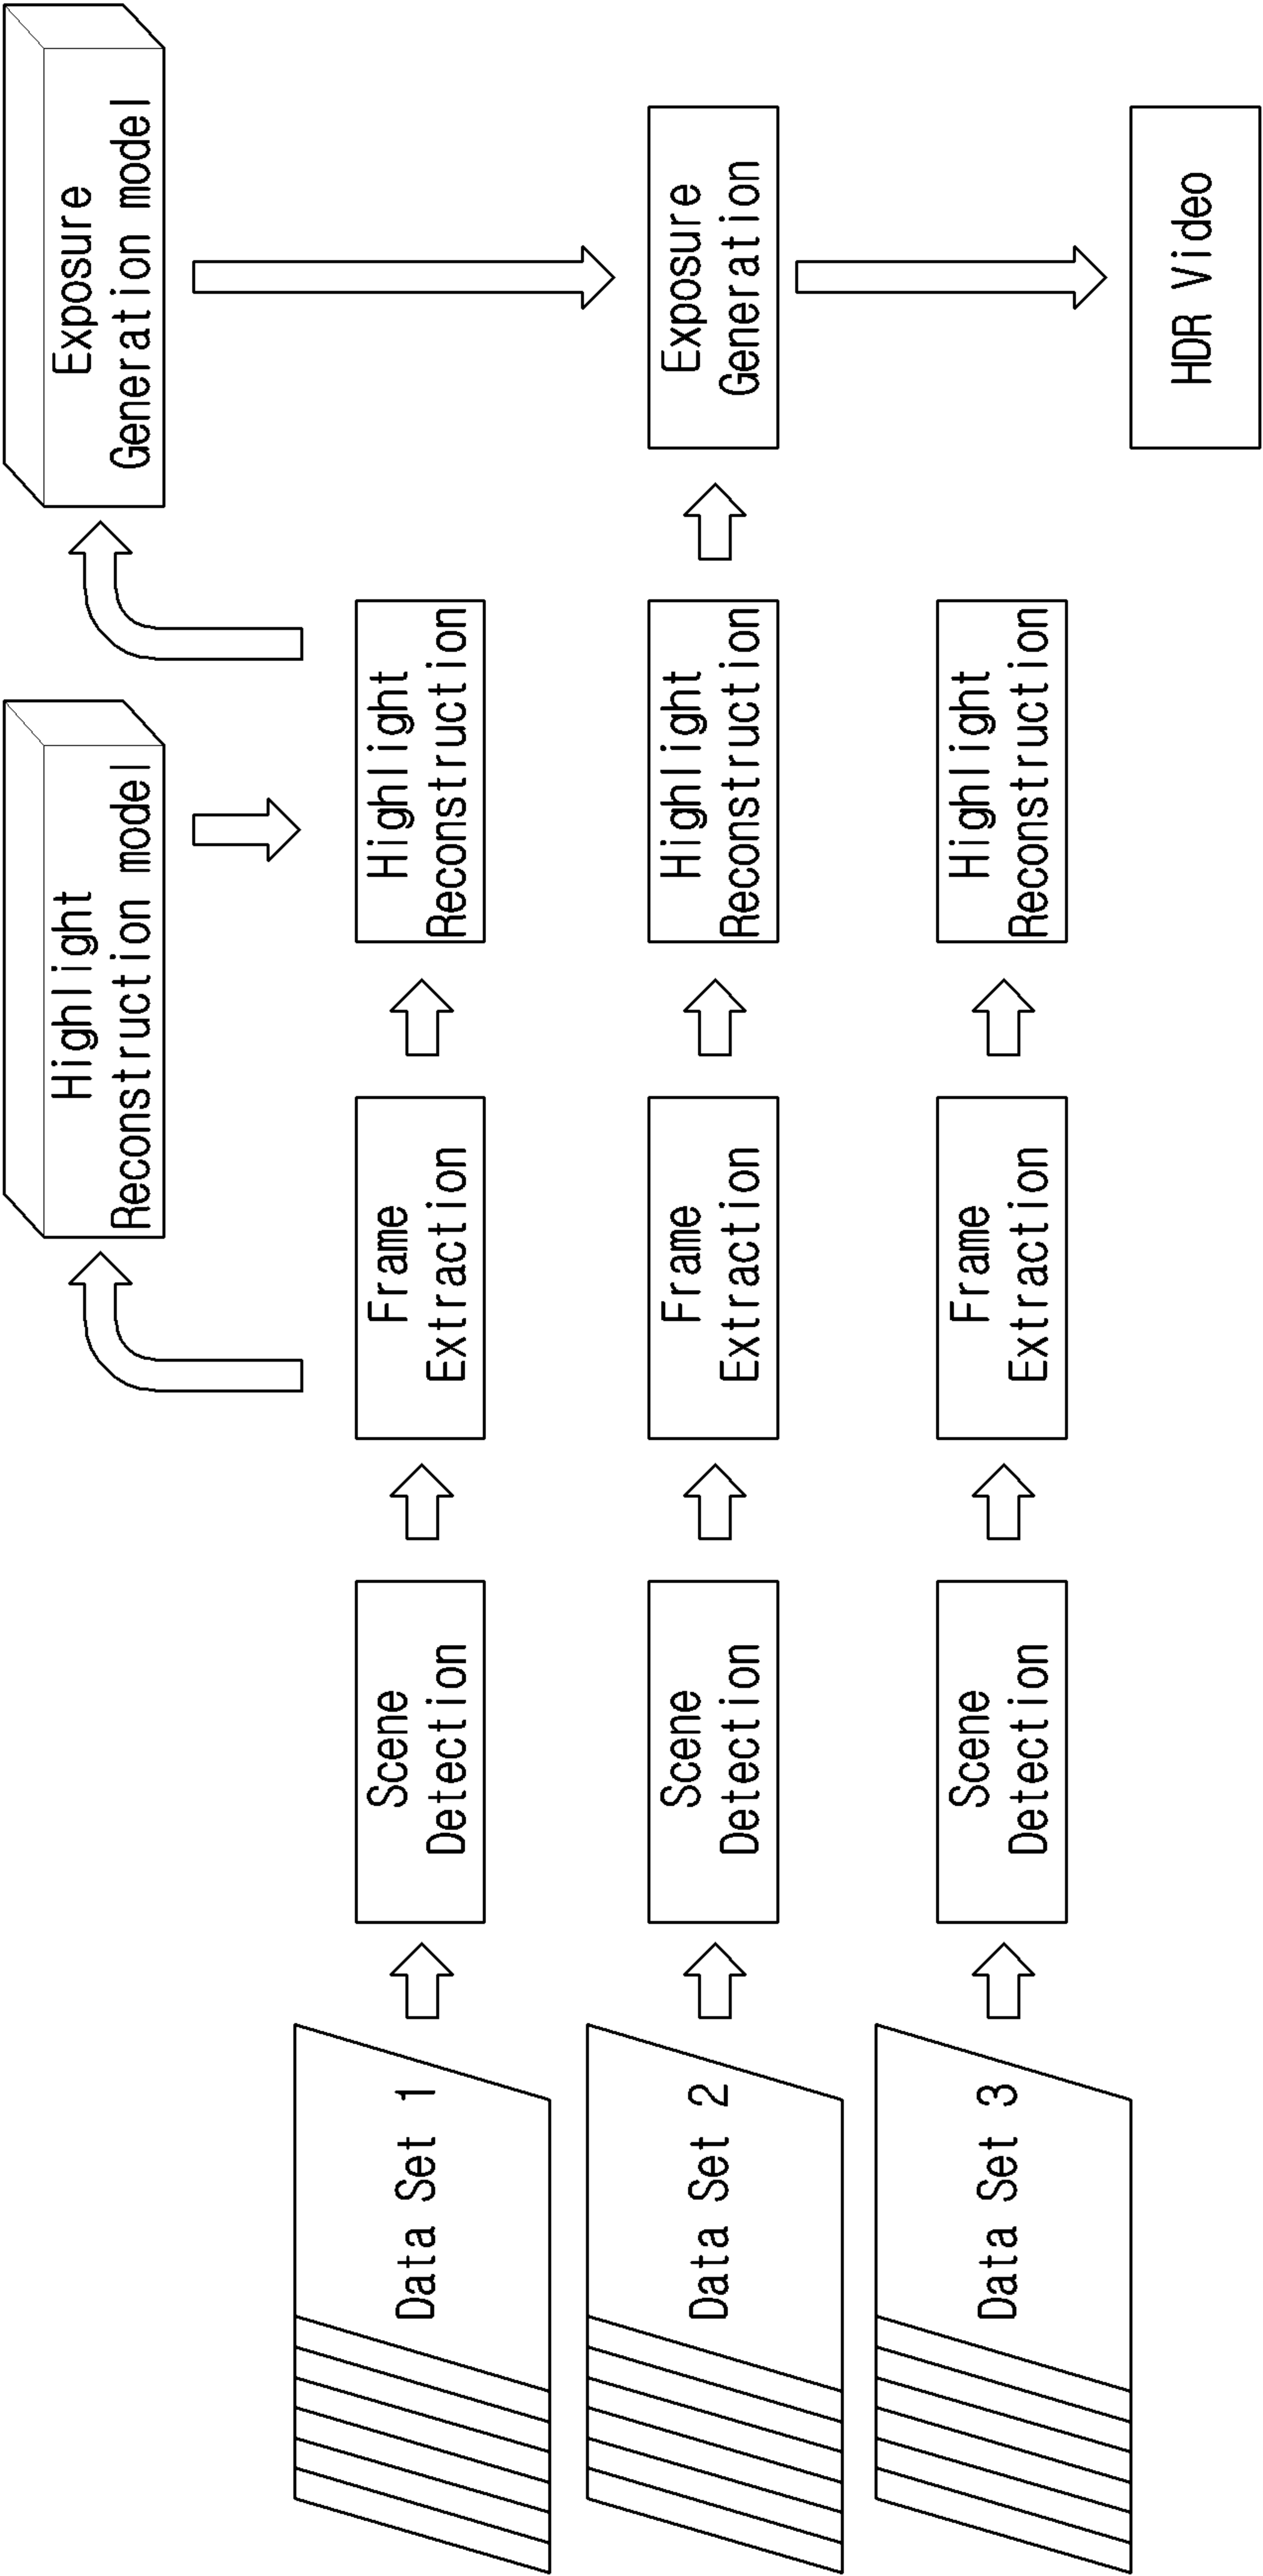 Highlight
Reconstruction model
Exposure
Generation model
Data Set 1
Scene
Detection
Frame
Extraction
Highlight
Reconstruction
Data Set 2
Scene
Detection
Frame
Extraction
Highlight
Reconstruction
Exposure
Generation
Data Set 3
Scene
Detection
Frame
Extraction
Highlight
Reconstruction
HDR Video